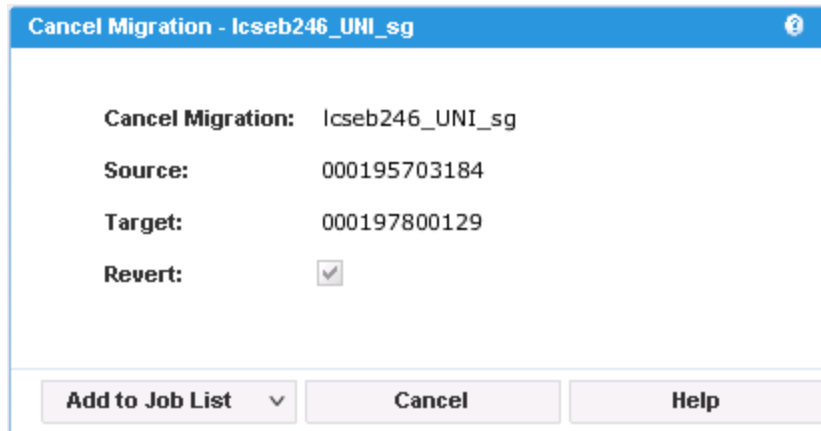 Cancel Migration - lcseb246_UNI_sg
Cancel Migration: lcseb246_UNI_sg
Source: 000195703184
Target: 000197800129
Revert:
Add to Job List Cancel Help